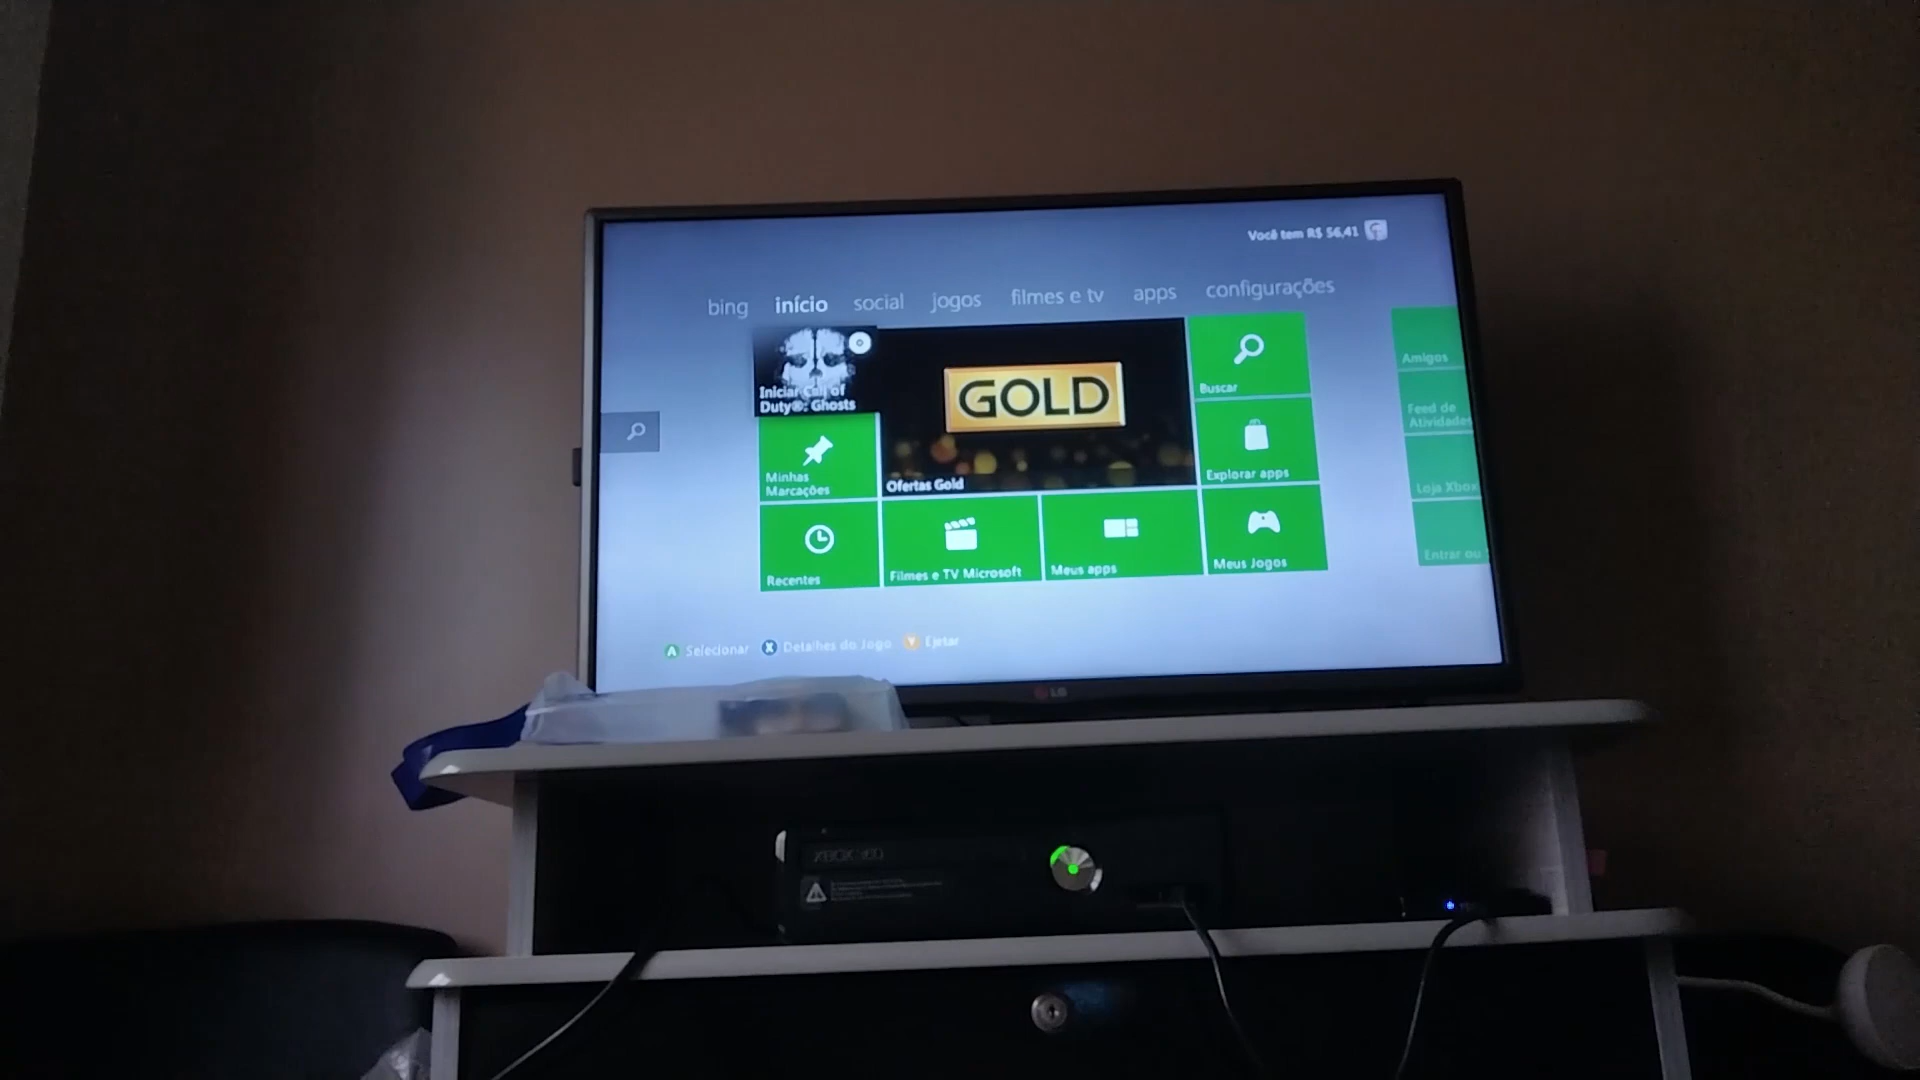 Você tem R$ 56,41
bing início social jogos filmes e tv apps configurações
Iniciar Call of
Duty®: Ghosts
GOLD
Ofertas Gold
Buscar
Minhas
Marcações
Explorar apps
Recentes
Filmes e TV Microsoft
Meus apps
Meus Jogos
Amigos
Feed de
Atividades
Loja Xbox
Entrar ou
A Selecionar X Detalhes do Jogo Y Ejetar
LG
XBOX 360